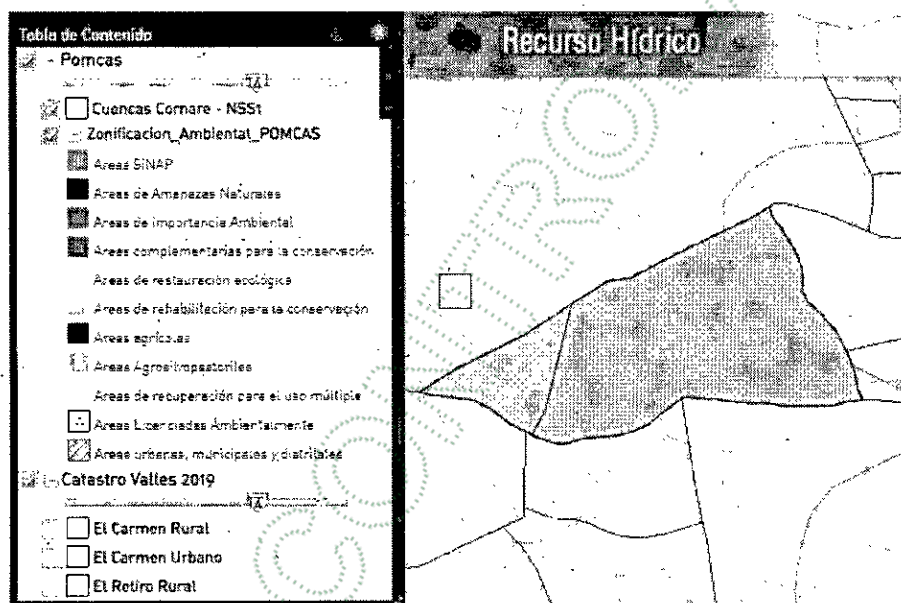 Tabla de Contenido
Recurso Hídrico
- Pomcas
Cuencas Cornare - NSSt
Zonificacion_Ambiental_POMCAS
Areas SINAP
Areas de Amenazas Naturales
Areas de importancia Ambiental
Areas complementarias para la conservación
Areas de restauración ecológica
Areas de rehabilitación para la conservación
Areas agrícolas
Areas Agrosilvopastoriles
Areas de recuperación para el uso múltiple
Areas Licenciadas Ambientalmente
Areas urbanas, municipales y distritales
Catastro Valles 2019
El Carmen Rural
El Carmen Urbano
El Retiro Rural